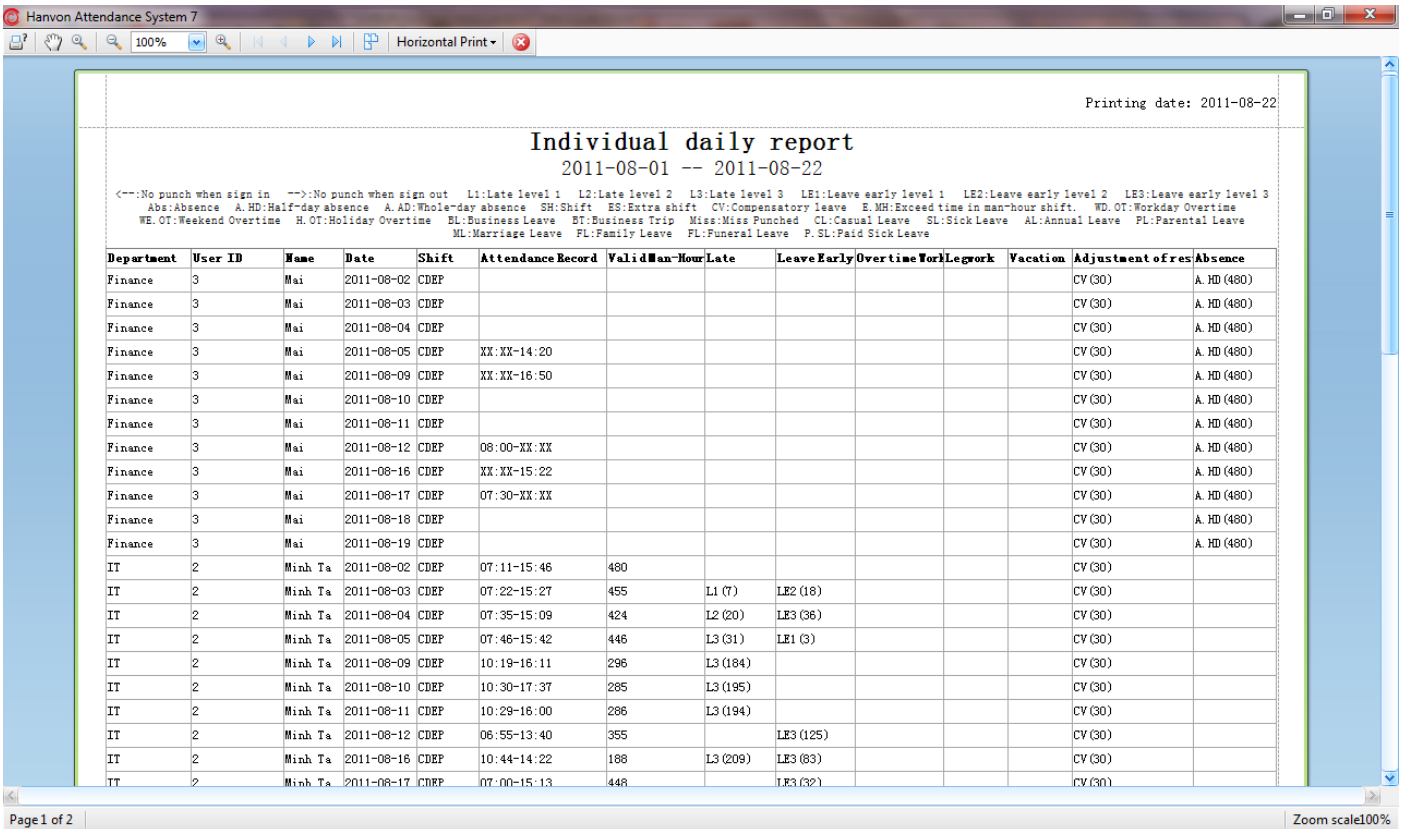 Hanvon Attendance System 7
100% Horizontal Print
Printing date: 2011-08-22
Individual daily report
2011-08-01 -- 2011-08-22
<--:No punch when sign in -->:No punch when sign out L1:Late level 1 L2:Late level 2 L3:Late level 3 LE1:Leave early level 1 LE2:Leave early level 2 LE3:Leave early level 3
Abs:Absence A.HD:Half-day absence A.AD:Whole-day absence SH:Shift ES:Extra shift CV:Compensatory leave E.MH:Exceed time in man-hour shift. WD.OT:Workday Overtime
WE.OT:Weekend Overtime H.OT:Holiday Overtime BL:Business Leave BT:Business Trip Miss:Miss Punched CL:Casual Leave SL:Sick Leave AL:Annual Leave PL:Parental Leave
ML:Marriage Leave FL:Family Leave FL:Funeral Leave P.SL:Paid Sick Leave
Department User ID Name Date Shift Attendance Record Valid Man-Hour Late Leave Early Overtime Work Legwork Vacation Adjustment of res Absence
Finance 3 Mai 2011-08-02 CDEP CV(30) A.HD(480)
Finance 3 Mai 2011-08-03 CDEP CV(30) A.HD(480)
Finance 3 Mai 2011-08-04 CDEP CV(30) A.HD(480)
Finance 3 Mai 2011-08-05 CDEP XX:XX-14:20 CV(30) A.HD(480)
Finance 3 Mai 2011-08-09 CDEP XX:XX-16:50 CV(30) A.HD(480)
Finance 3 Mai 2011-08-10 CDEP CV(30) A.HD(480)
Finance 3 Mai 2011-08-11 CDEP CV(30) A.HD(480)
Finance 3 Mai 2011-08-12 CDEP 08:00-XX:XX CV(30) A.HD(480)
Finance 3 Mai 2011-08-16 CDEP XX:XX-15:22 CV(30) A.HD(480)
Finance 3 Mai 2011-08-17 CDEP 07:30-XX:XX CV(30) A.HD(480)
Finance 3 Mai 2011-08-18 CDEP CV(30) A.HD(480)
Finance 3 Mai 2011-08-19 CDEP CV(30) A.HD(480)
IT 2 Minh Ta 2011-08-02 CDEP 07:11-15:46 480 CV(30)
IT 2 Minh Ta 2011-08-03 CDEP 07:22-15:27 455 L1(7) LE2(18) CV(30)
IT 2 Minh Ta 2011-08-04 CDEP 07:35-15:09 424 L2(20) LE3(36) CV(30)
IT 2 Minh Ta 2011-08-05 CDEP 07:46-15:42 446 L3(31) LE1(3) CV(30)
IT 2 Minh Ta 2011-08-09 CDEP 10:19-16:11 296 L3(184) CV(30)
IT 2 Minh Ta 2011-08-10 CDEP 10:30-17:37 285 L3(195) CV(30)
IT 2 Minh Ta 2011-08-11 CDEP 10:29-16:00 286 L3(194) CV(30)
IT 2 Minh Ta 2011-08-12 CDEP 06:55-13:40 355 LE3(125) CV(30)
IT 2 Minh Ta 2011-08-16 CDEP 10:44-14:22 188 L3(209) LE3(83) CV(30)
IT 2 Minh Ta 2011-08-17 CDEP 07:00-15:13 448 LE3(32) CV(30)
Page 1 of 2 Zoom scale100%